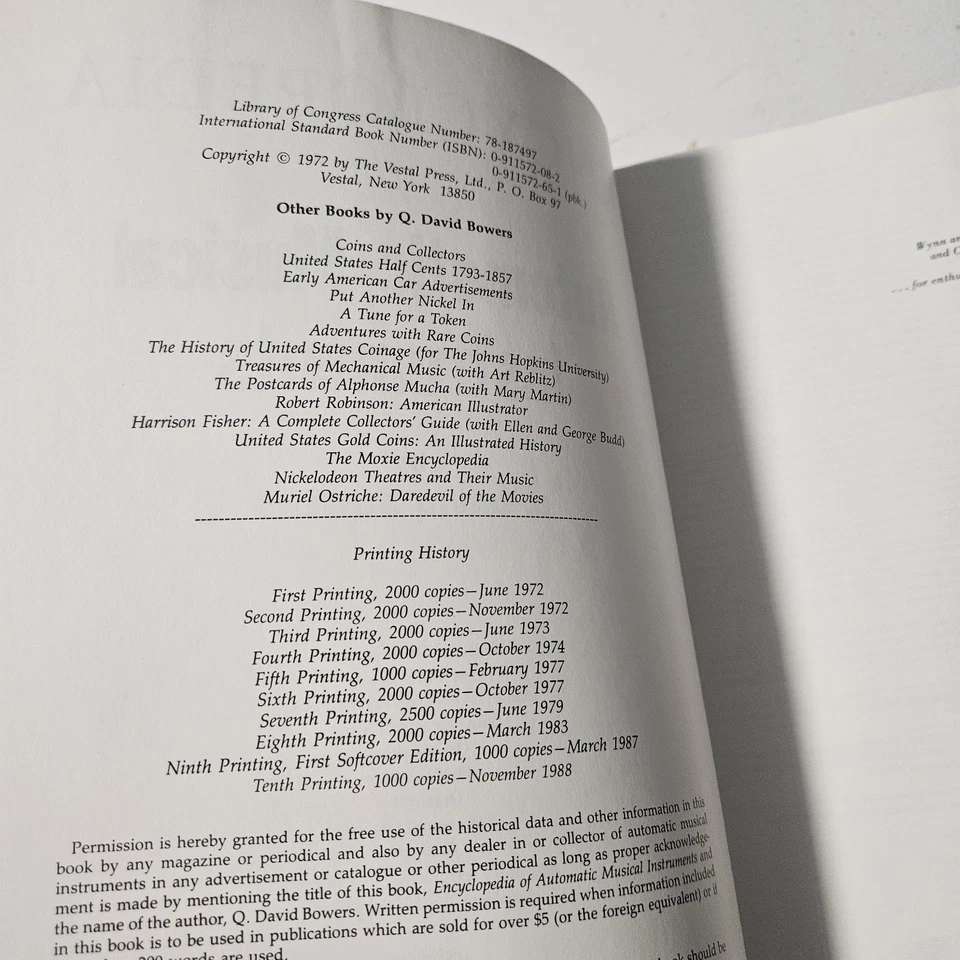 Library of Congress Catalogue Number: 78-187497
International Standard Book Number (ISBN): 0-911572-08-2
0-911572-65-1 (pbk.)
Copyright © 1972 by The Vestal Press, Ltd., P. O. Box 97
Vestal, New York 13850
Other Books by Q. David Bowers
Coins and Collectors
United States Half Cents 1793-1857
Early American Car Advertisements
Put Another Nickel In
A Tune for a Token
Adventures with Rare Coins
The History of United States Coinage (for The Johns Hopkins University)
Treasures of Mechanical Music (with Art Reblitz)
The Postcards of Alphonse Mucha (with Mary Martin)
Robert Robinson: American Illustrator
Harrison Fisher: A Complete Collectors' Guide (with Ellen and George Budd)
United States Gold Coins: An Illustrated History
The Moxie Encyclopedia
Nickelodeon Theatres and Their Music
Muriel Ostriche: Daredevil of the Movies
Printing History
First Printing, 2000 copies—June 1972
Second Printing, 2000 copies—November 1972
Third Printing, 2000 copies—June 1973
Fourth Printing, 2000 copies—October 1974
Fifth Printing, 1000 copies—February 1977
Sixth Printing, 2000 copies—October 1977
Seventh Printing, 2500 copies—June 1979
Eighth Printing, 2000 copies—March 1983
Ninth Printing, First Softcover Edition, 1000 copies—March 1987
Tenth Printing, 1000 copies—November 1988
Permission is hereby granted for the free use of the historical data and other information in this
book by any magazine or periodical and also by any dealer in or collector of automatic musical
instruments in any advertisement or catalogue or other periodical as long as proper acknowledge-
ment is made by mentioning the title of this book, Encyclopedia of Automatic Musical Instruments and
the name of the author, Q. David Bowers. Written permission is required when information included
in this book is to be used in publications which are sold for over $5 (or the foreign equivalent) or if
200 words are used.
should be
Wynn
and
...for